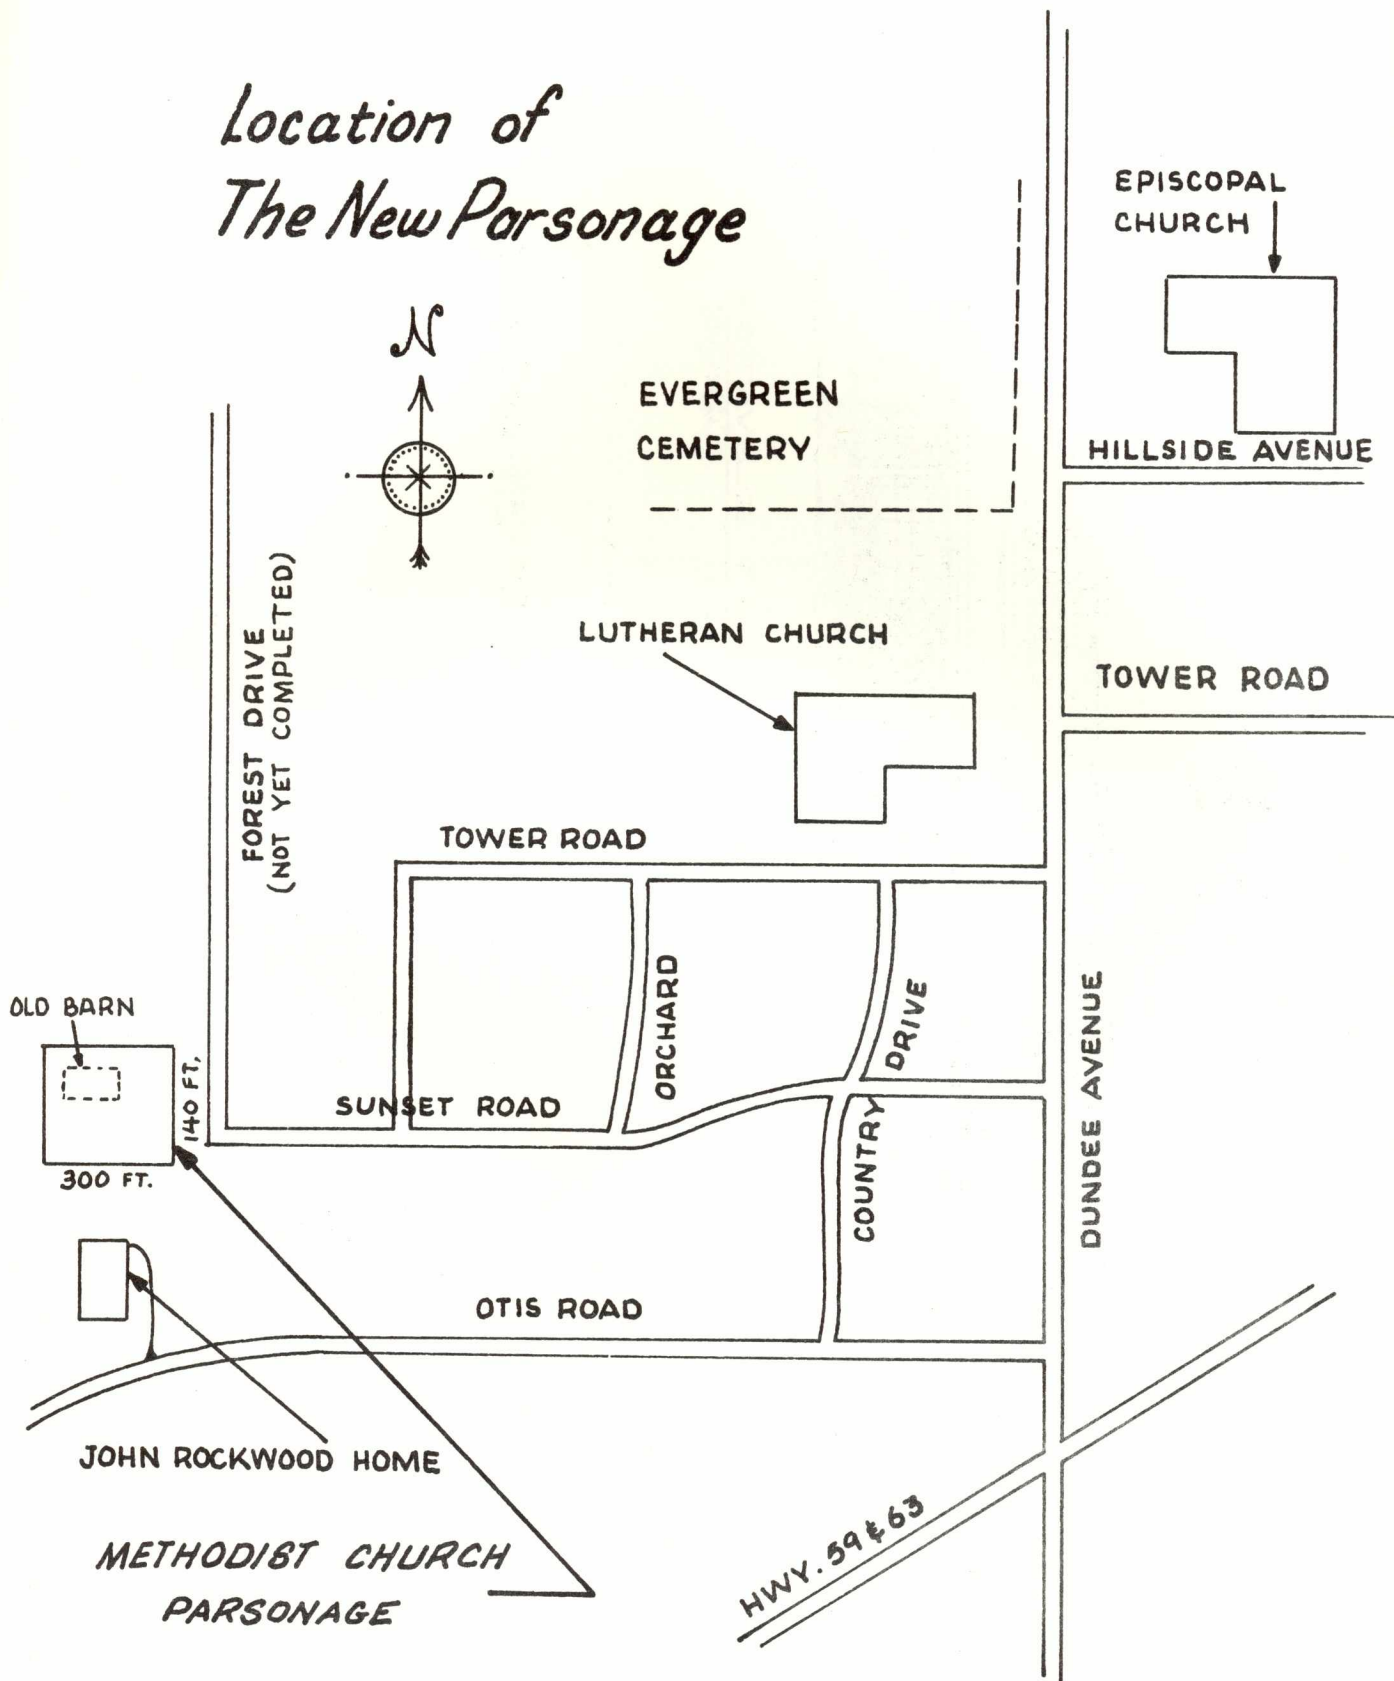 Location of
The New Parsonage
EPISCOPAL
CHURCH
N
EVERGREEN
CEMETERY
HILLSIDE AVENUE
FOREST DRIVE
(NOT YET COMPLETED)
LUTHERAN CHURCH
TOWER ROAD
TOWER ROAD
OLD BARN
140 FT.
300 FT.
SUNSET ROAD
ORCHARD
COUNTRY DRIVE
DUNDEE AVENUE
OTIS ROAD
JOHN ROCKWOOD HOME
METHODIST CHURCH
PARSONAGE
HWY. 59 & 63